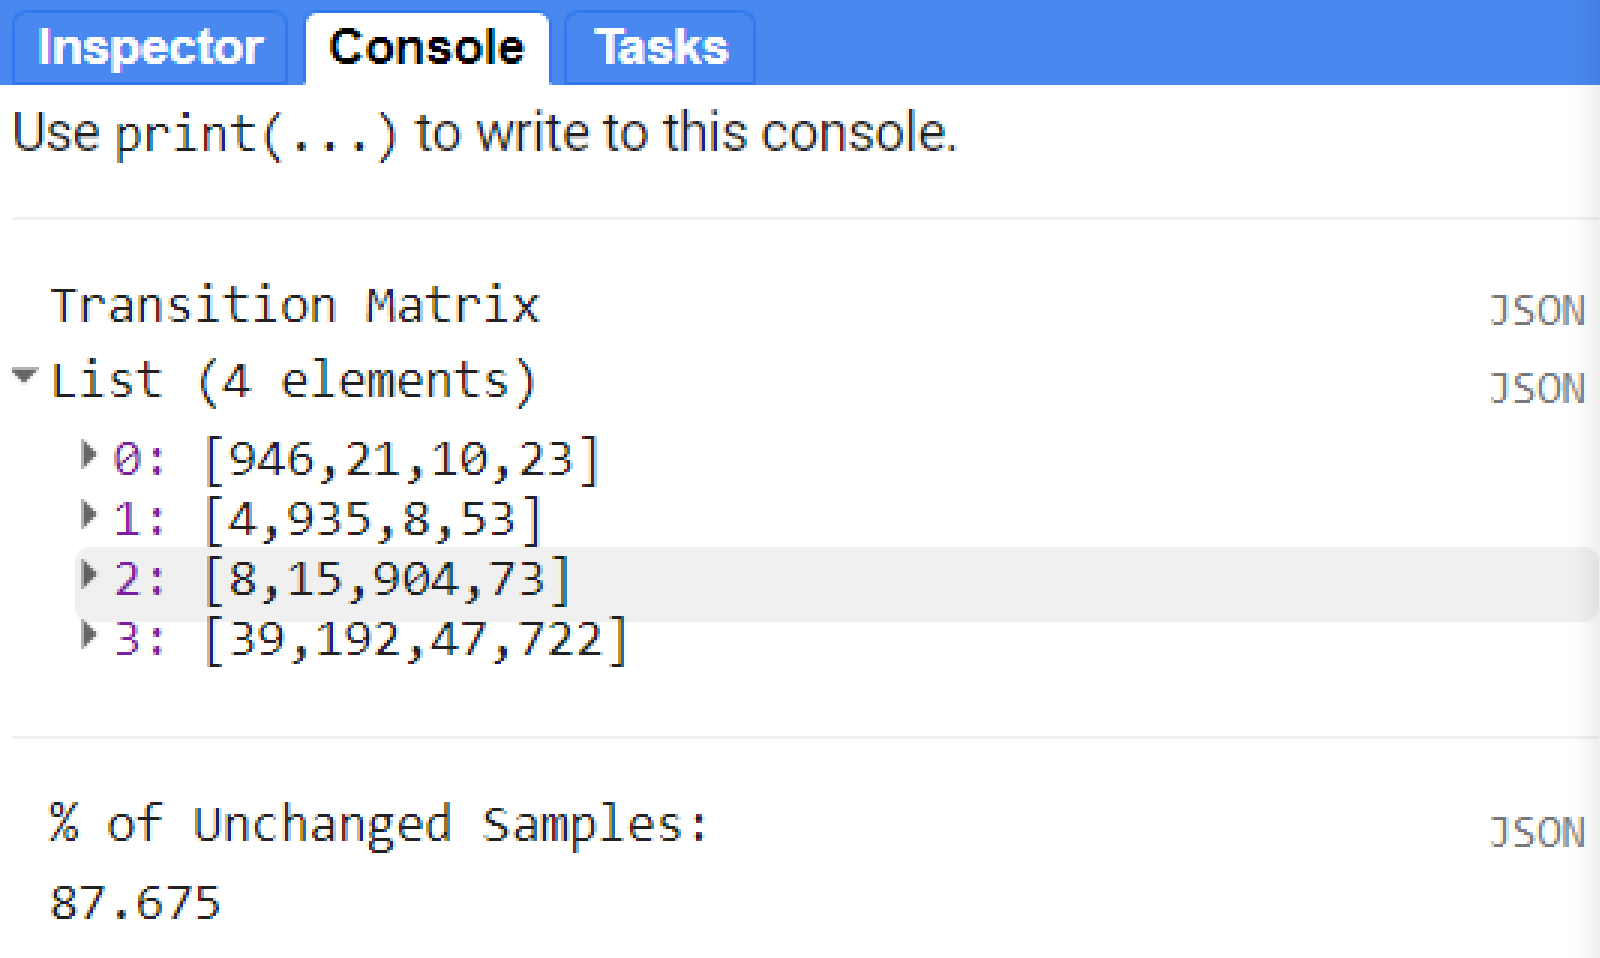 Inspector Console Tasks
Use print(...) to write to this console.
Transition Matrix JSON
List (4 elements) JSON
0: [946,21,10,23]
1: [4,935,8,53]
2: [8,15,904,73]
3: [39,192,47,722]
% of Unchanged Samples: JSON
87.675